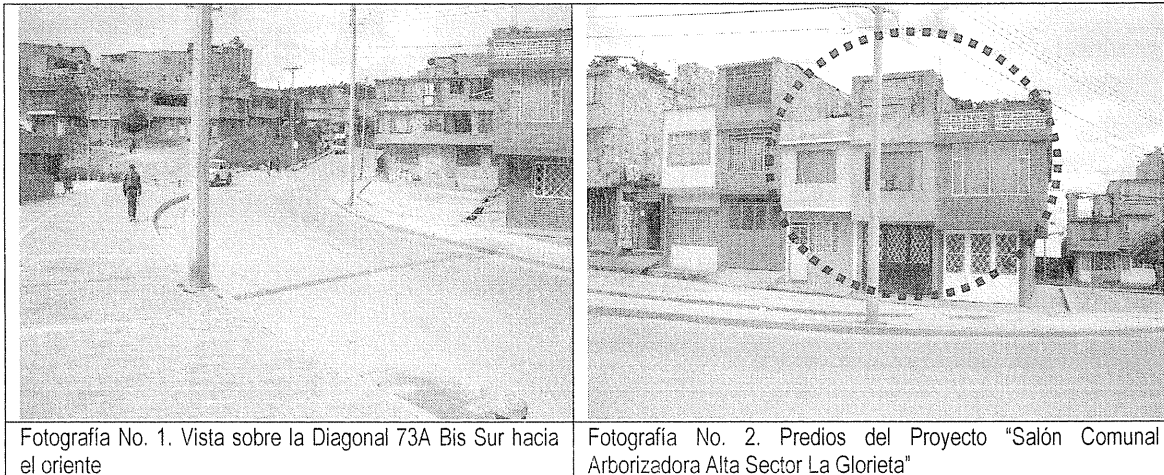 Fotografía No. 1. Vista sobre la Diagonal 73A Bis Sur hacia
el oriente
Fotografía No. 2. Predios del Proyecto “Salón Comunal
Arborizadora Alta Sector La Glorieta”